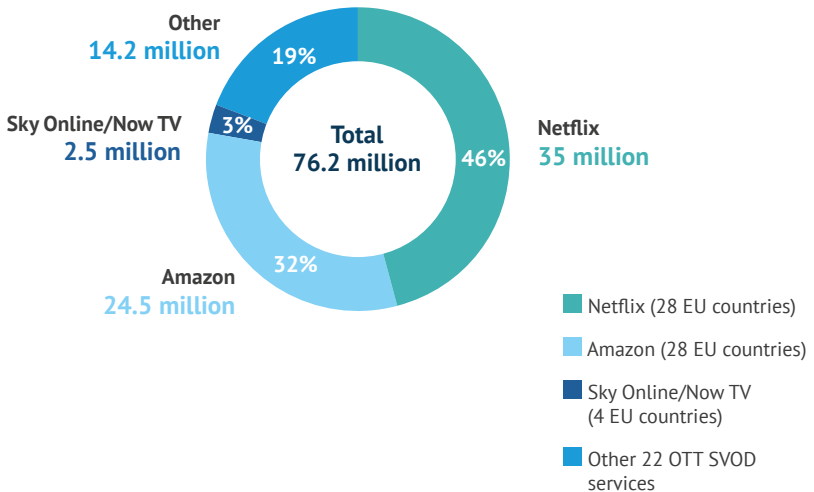 Other
14.2 million
19%
Sky Online/Now TV
2.5 million
3%
Total
76.2 million
Netflix
35 million
46%
32%
Amazon
24.5 million
Netflix (28 EU countries)
Amazon (28 EU countries)
Sky Online/Now TV
(4 EU countries)
Other 22 OTT SVOD
services